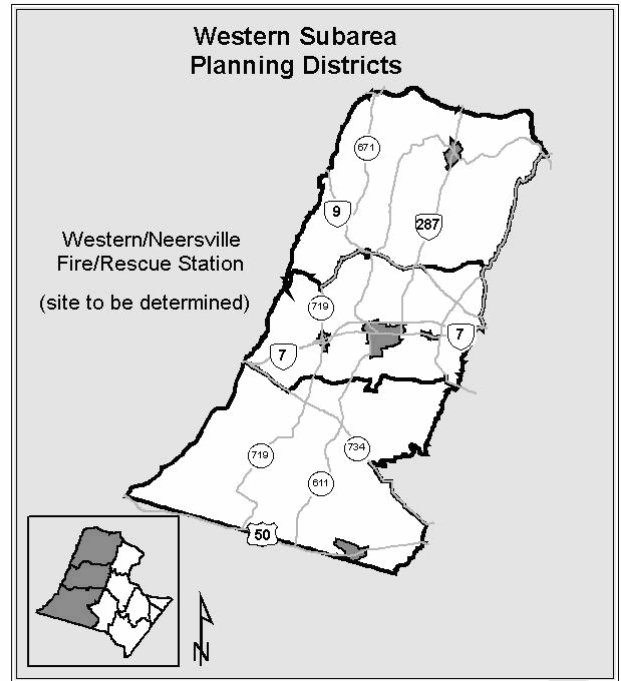 Western Subarea
Planning Districts
671
9
287
Western/Neersville
Fire/Rescue Station
(site to be determined)
719
7
7
719
734
611
50
N